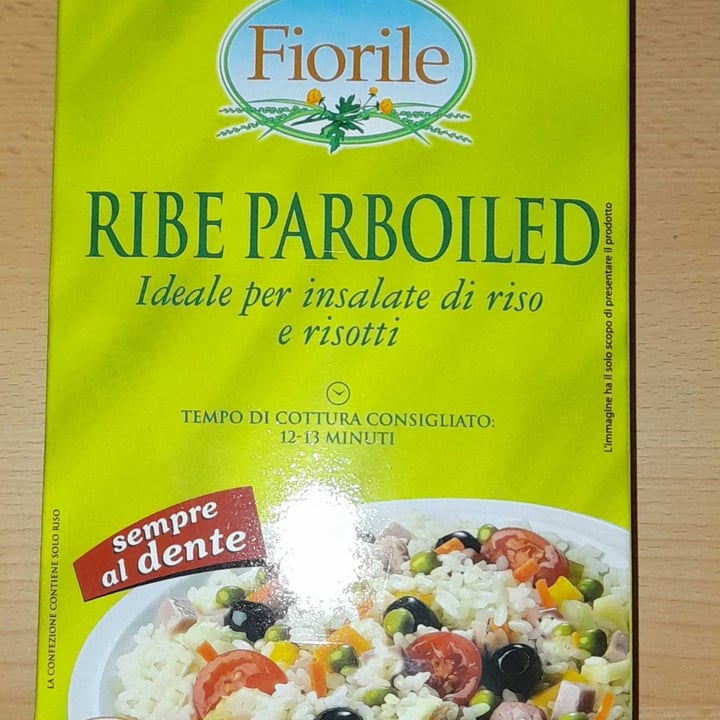 Fiorile
RIBE PARBOILED
Ideale per insalate di riso
e risotti
TEMPO DI COTTURA CONSIGLIATO:
12-13 MINUTI
sempre
al dente
LA CONFEZIONE CONTIENE SOLO RISO
L'immagine ha il solo scopo di presentare il prodotto